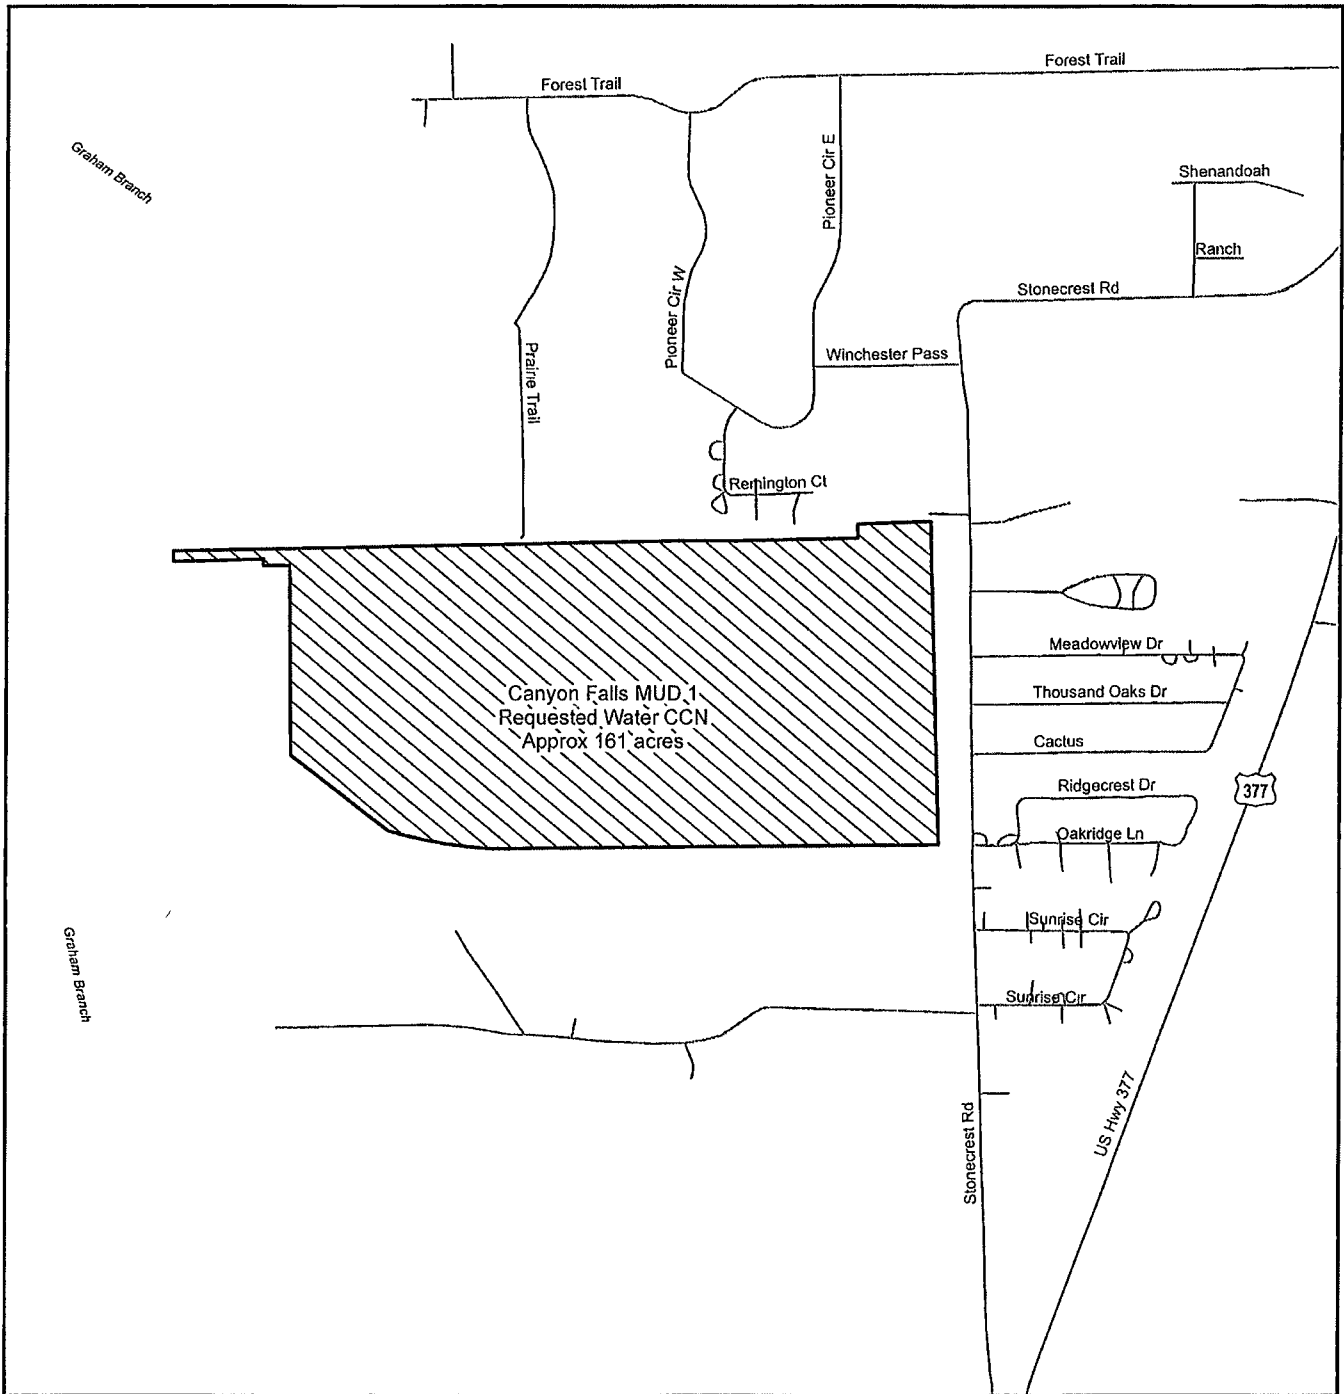 Forest Trail
Forest Trail
Graham Branch
Pioneer Cir E
Shenandoah
Ranch
Pioneer Cir W
Stonecrest Rd
Prairie Trail
Winchester Pass
Remington Ct
Meadowview Dr
Canyon Falls MUD 1
Requested Water CCN
Approx 161 acres
Thousand Oaks Dr
Cactus
Ridgecrest Dr
377
Oakridge Ln
Sunrise Cir
Graham Branch
Sunrise Cir
US Hwy 377
Stonecrest Rd